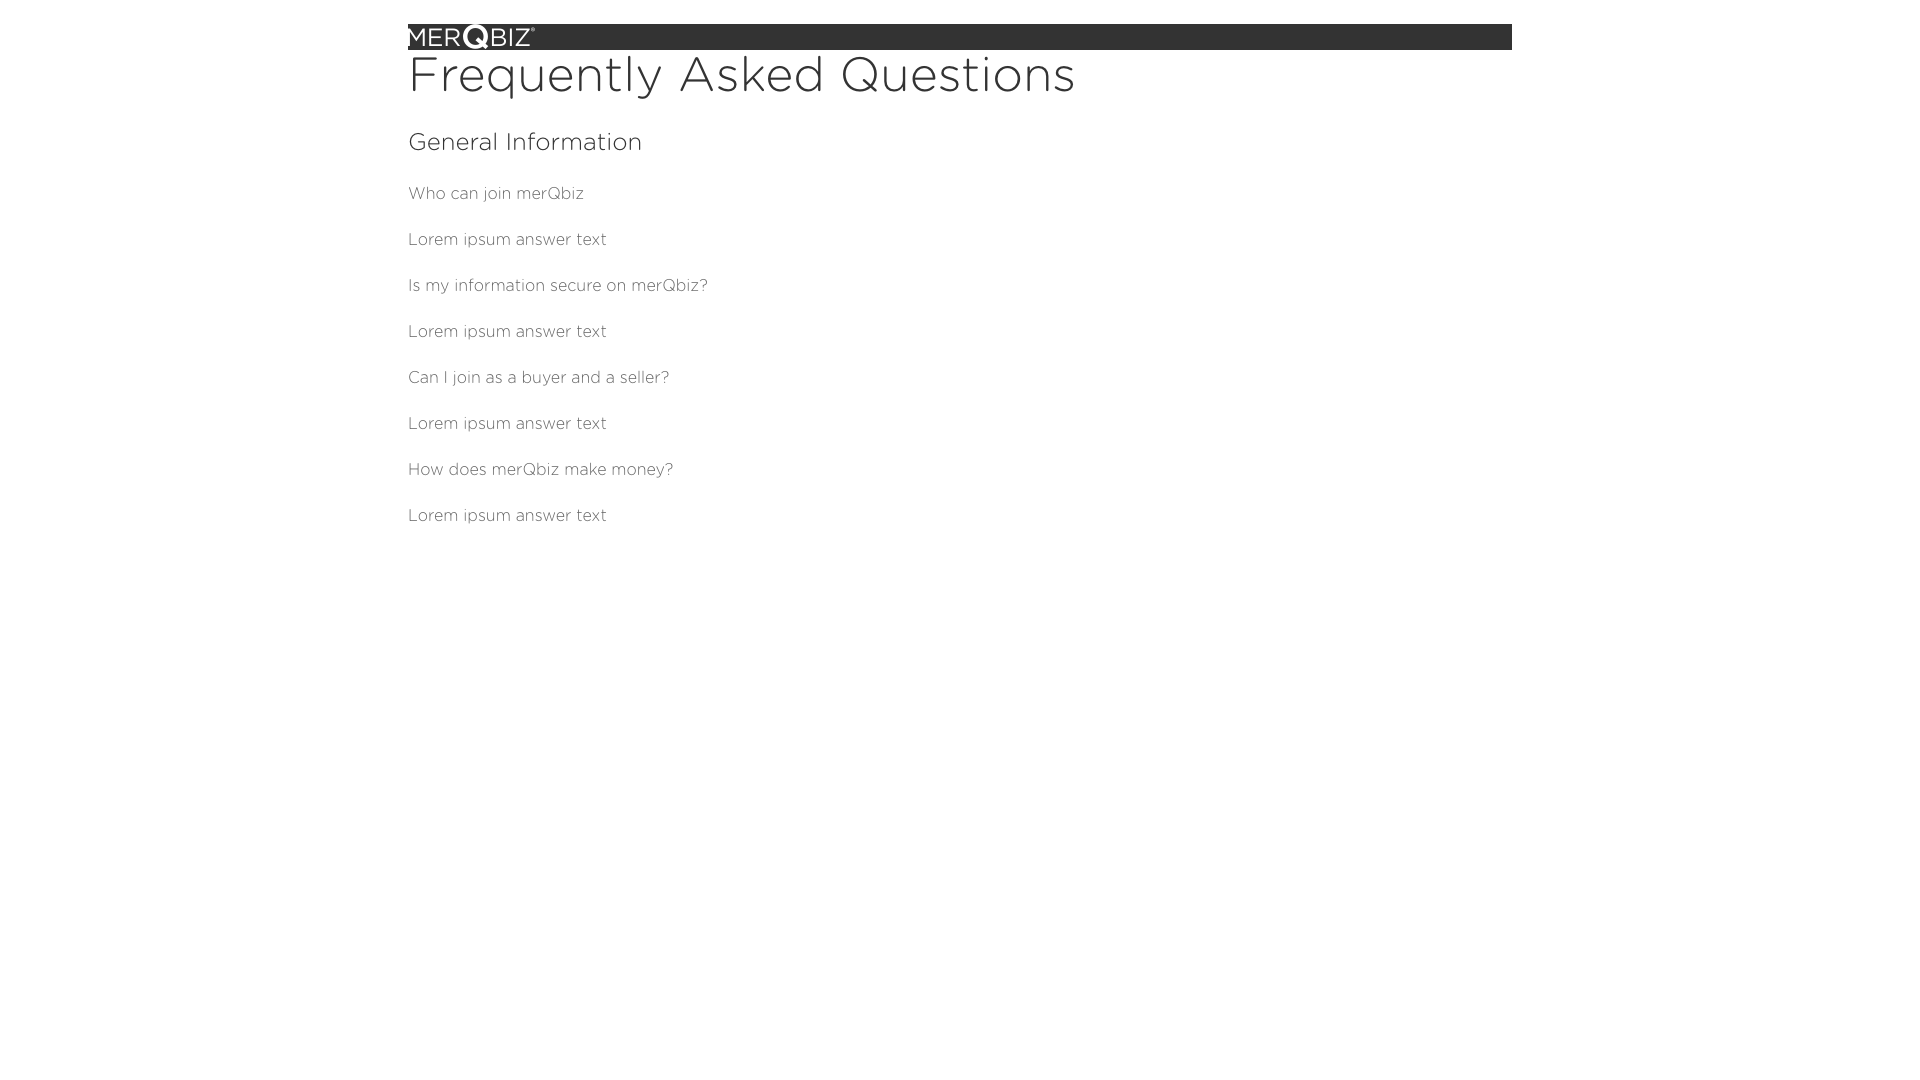 MERQBIZ®
Frequently Asked Questions
General Information
Who can join merQbiz
Lorem ipsum answer text
Is my information secure on merQbiz?
Lorem ipsum answer text
Can I join as a buyer and a seller?
Lorem ipsum answer text
How does merQbiz make money?
Lorem ipsum answer text